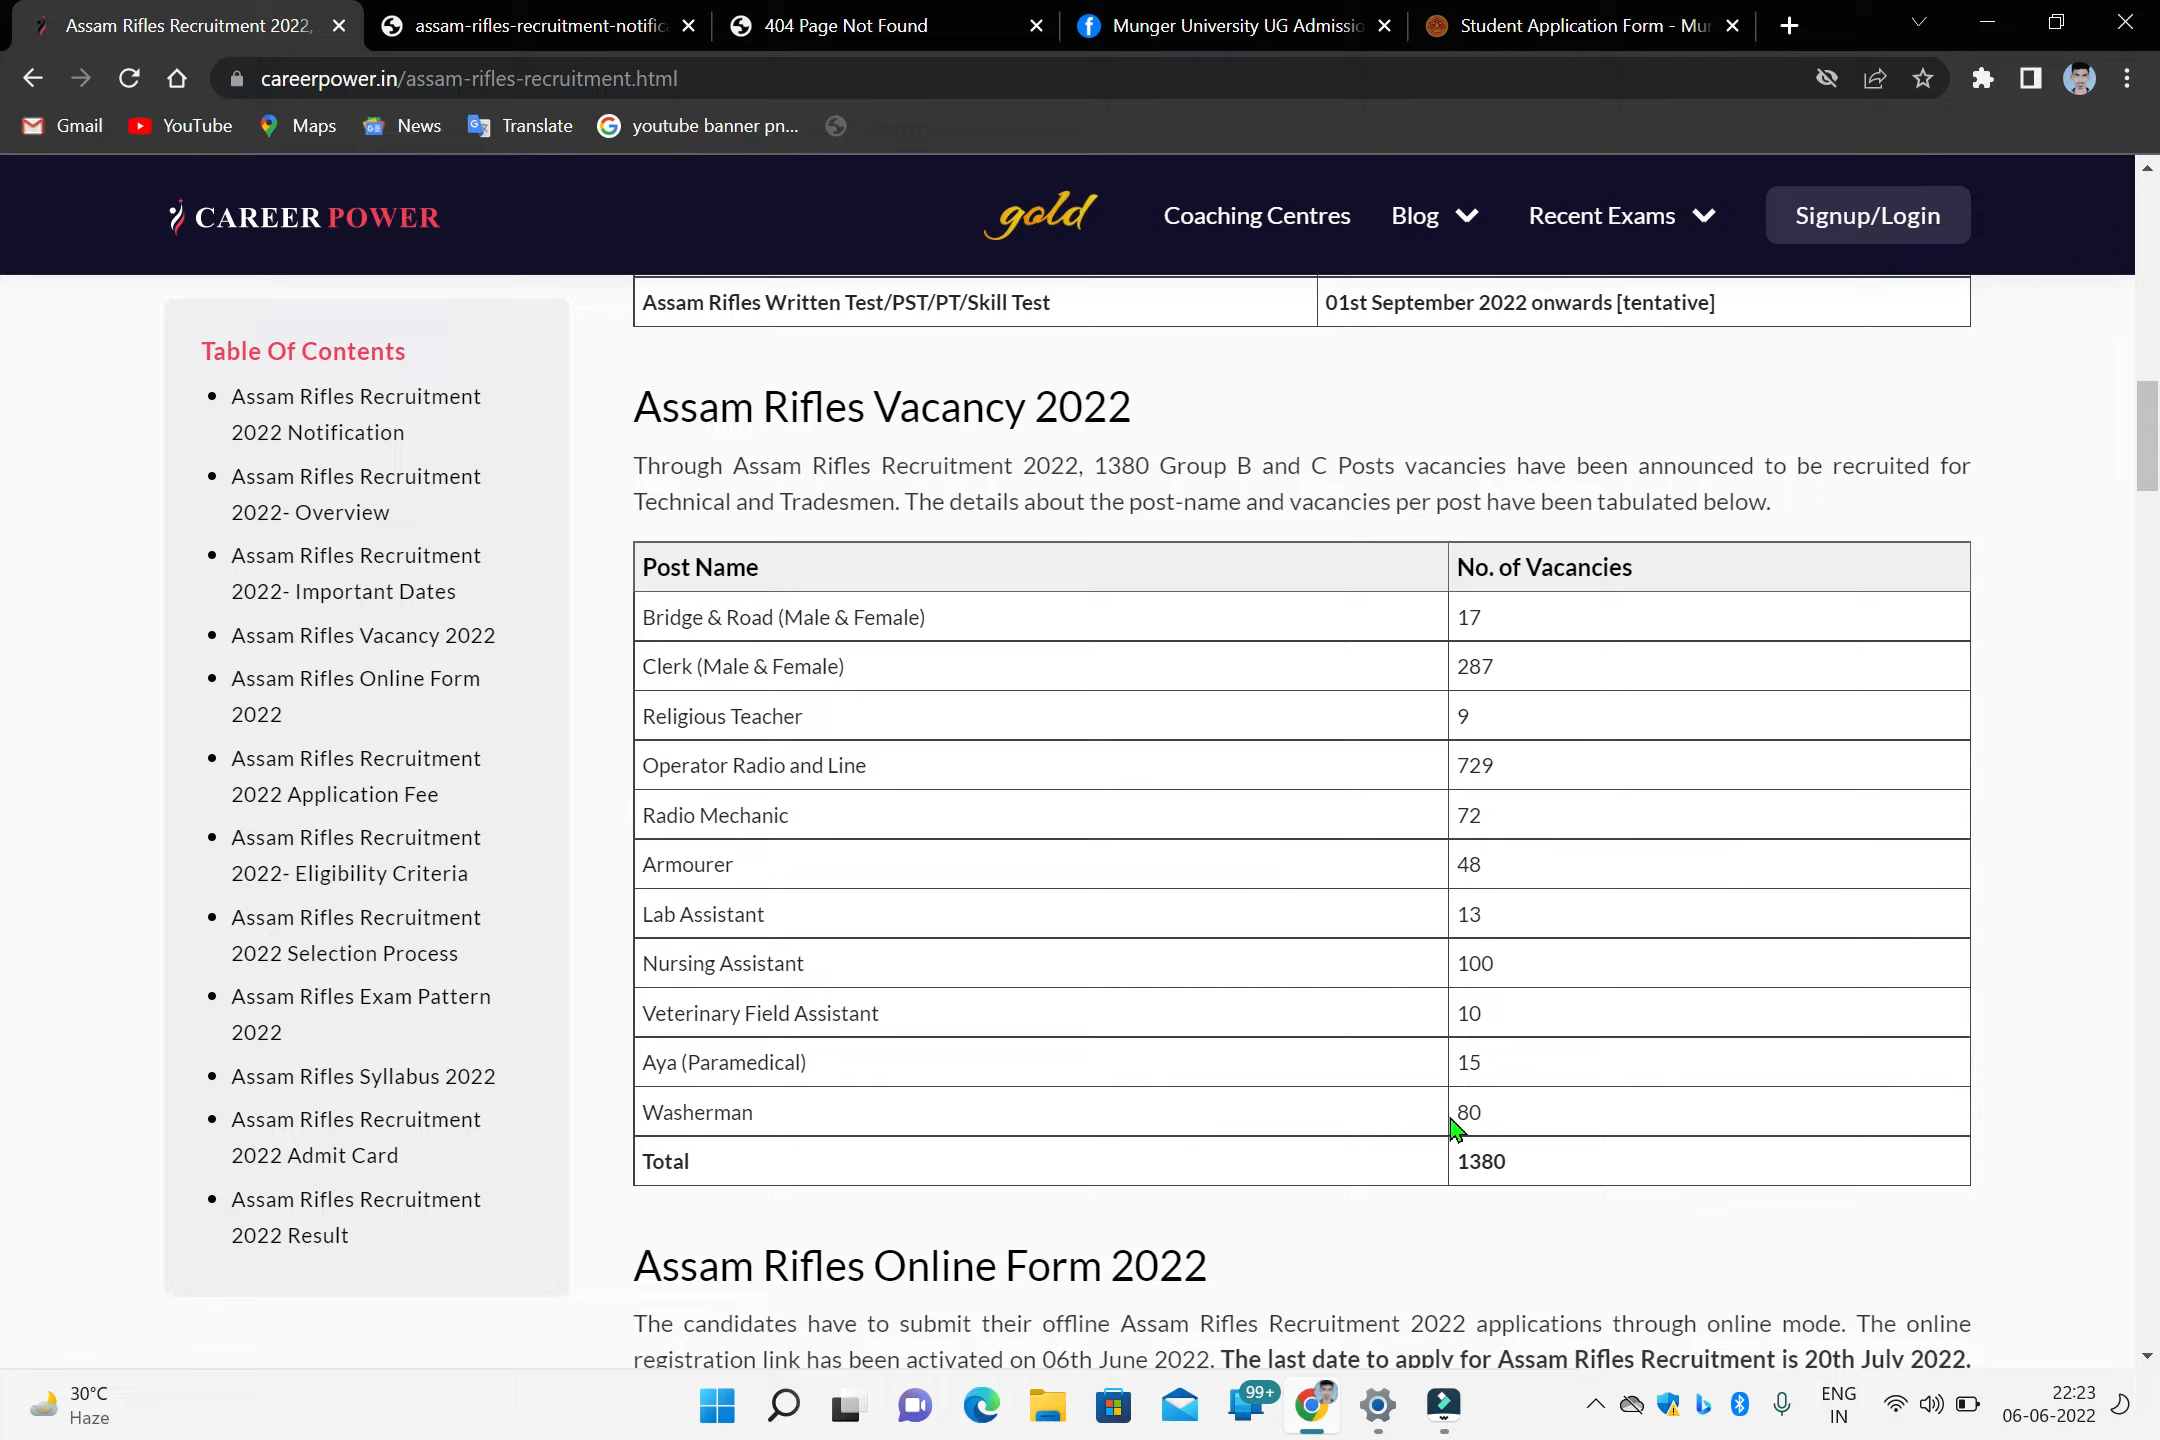 Assam Rifles Recruitment 2022,
assam-rifles-recruitment-notific
404 Page Not Found
Munger University UG Admissio
Student Application Form - Mu
careerpower.in/assam-rifles-recruitment.html
Gmail
YouTube
Maps
News
Translate
youtube banner pn...
CAREER POWER
gold
Coaching Centres
Blog
Recent Exams
Signup/Login
Table Of Contents
Assam Rifles Recruitment
2022 Notification
Assam Rifles Recruitment
2022- Overview
Assam Rifles Recruitment
2022- Important Dates
Assam Rifles Vacancy 2022
Assam Rifles Online Form
2022
Assam Rifles Recruitment
2022 Application Fee
Assam Rifles Recruitment
2022- Eligibility Criteria
Assam Rifles Recruitment
2022 Selection Process
Assam Rifles Exam Pattern
2022
Assam Rifles Syllabus 2022
Assam Rifles Recruitment
2022 Admit Card
Assam Rifles Recruitment
2022 Result
Assam Rifles Written Test/PST/PT/Skill Test 01st September 2022 onwards [tentative]
Assam Rifles Vacancy 2022
Through Assam Rifles Recruitment 2022, 1380 Group B and C Posts vacancies have been announced to be recruited for
Technical and Tradesmen. The details about the post-name and vacancies per post have been tabulated below.
Post Name No. of Vacancies
Bridge & Road (Male & Female) 17
Clerk (Male & Female) 287
Religious Teacher 9
Operator Radio and Line 729
Radio Mechanic 72
Armourer 48
Lab Assistant 13
Nursing Assistant 100
Veterinary Field Assistant 10
Aya (Paramedical) 15
Washerman 80
Total 1380
Assam Rifles Online Form 2022
The candidates have to submit their offline Assam Rifles Recruitment 2022 applications through online mode. The online
registration link has been activated on 06th June 2022. The last date to apply for Assam Rifles Recruitment is 20th July 2022.
30°C
Haze
99+
ENG
IN
22:23
06-06-2022